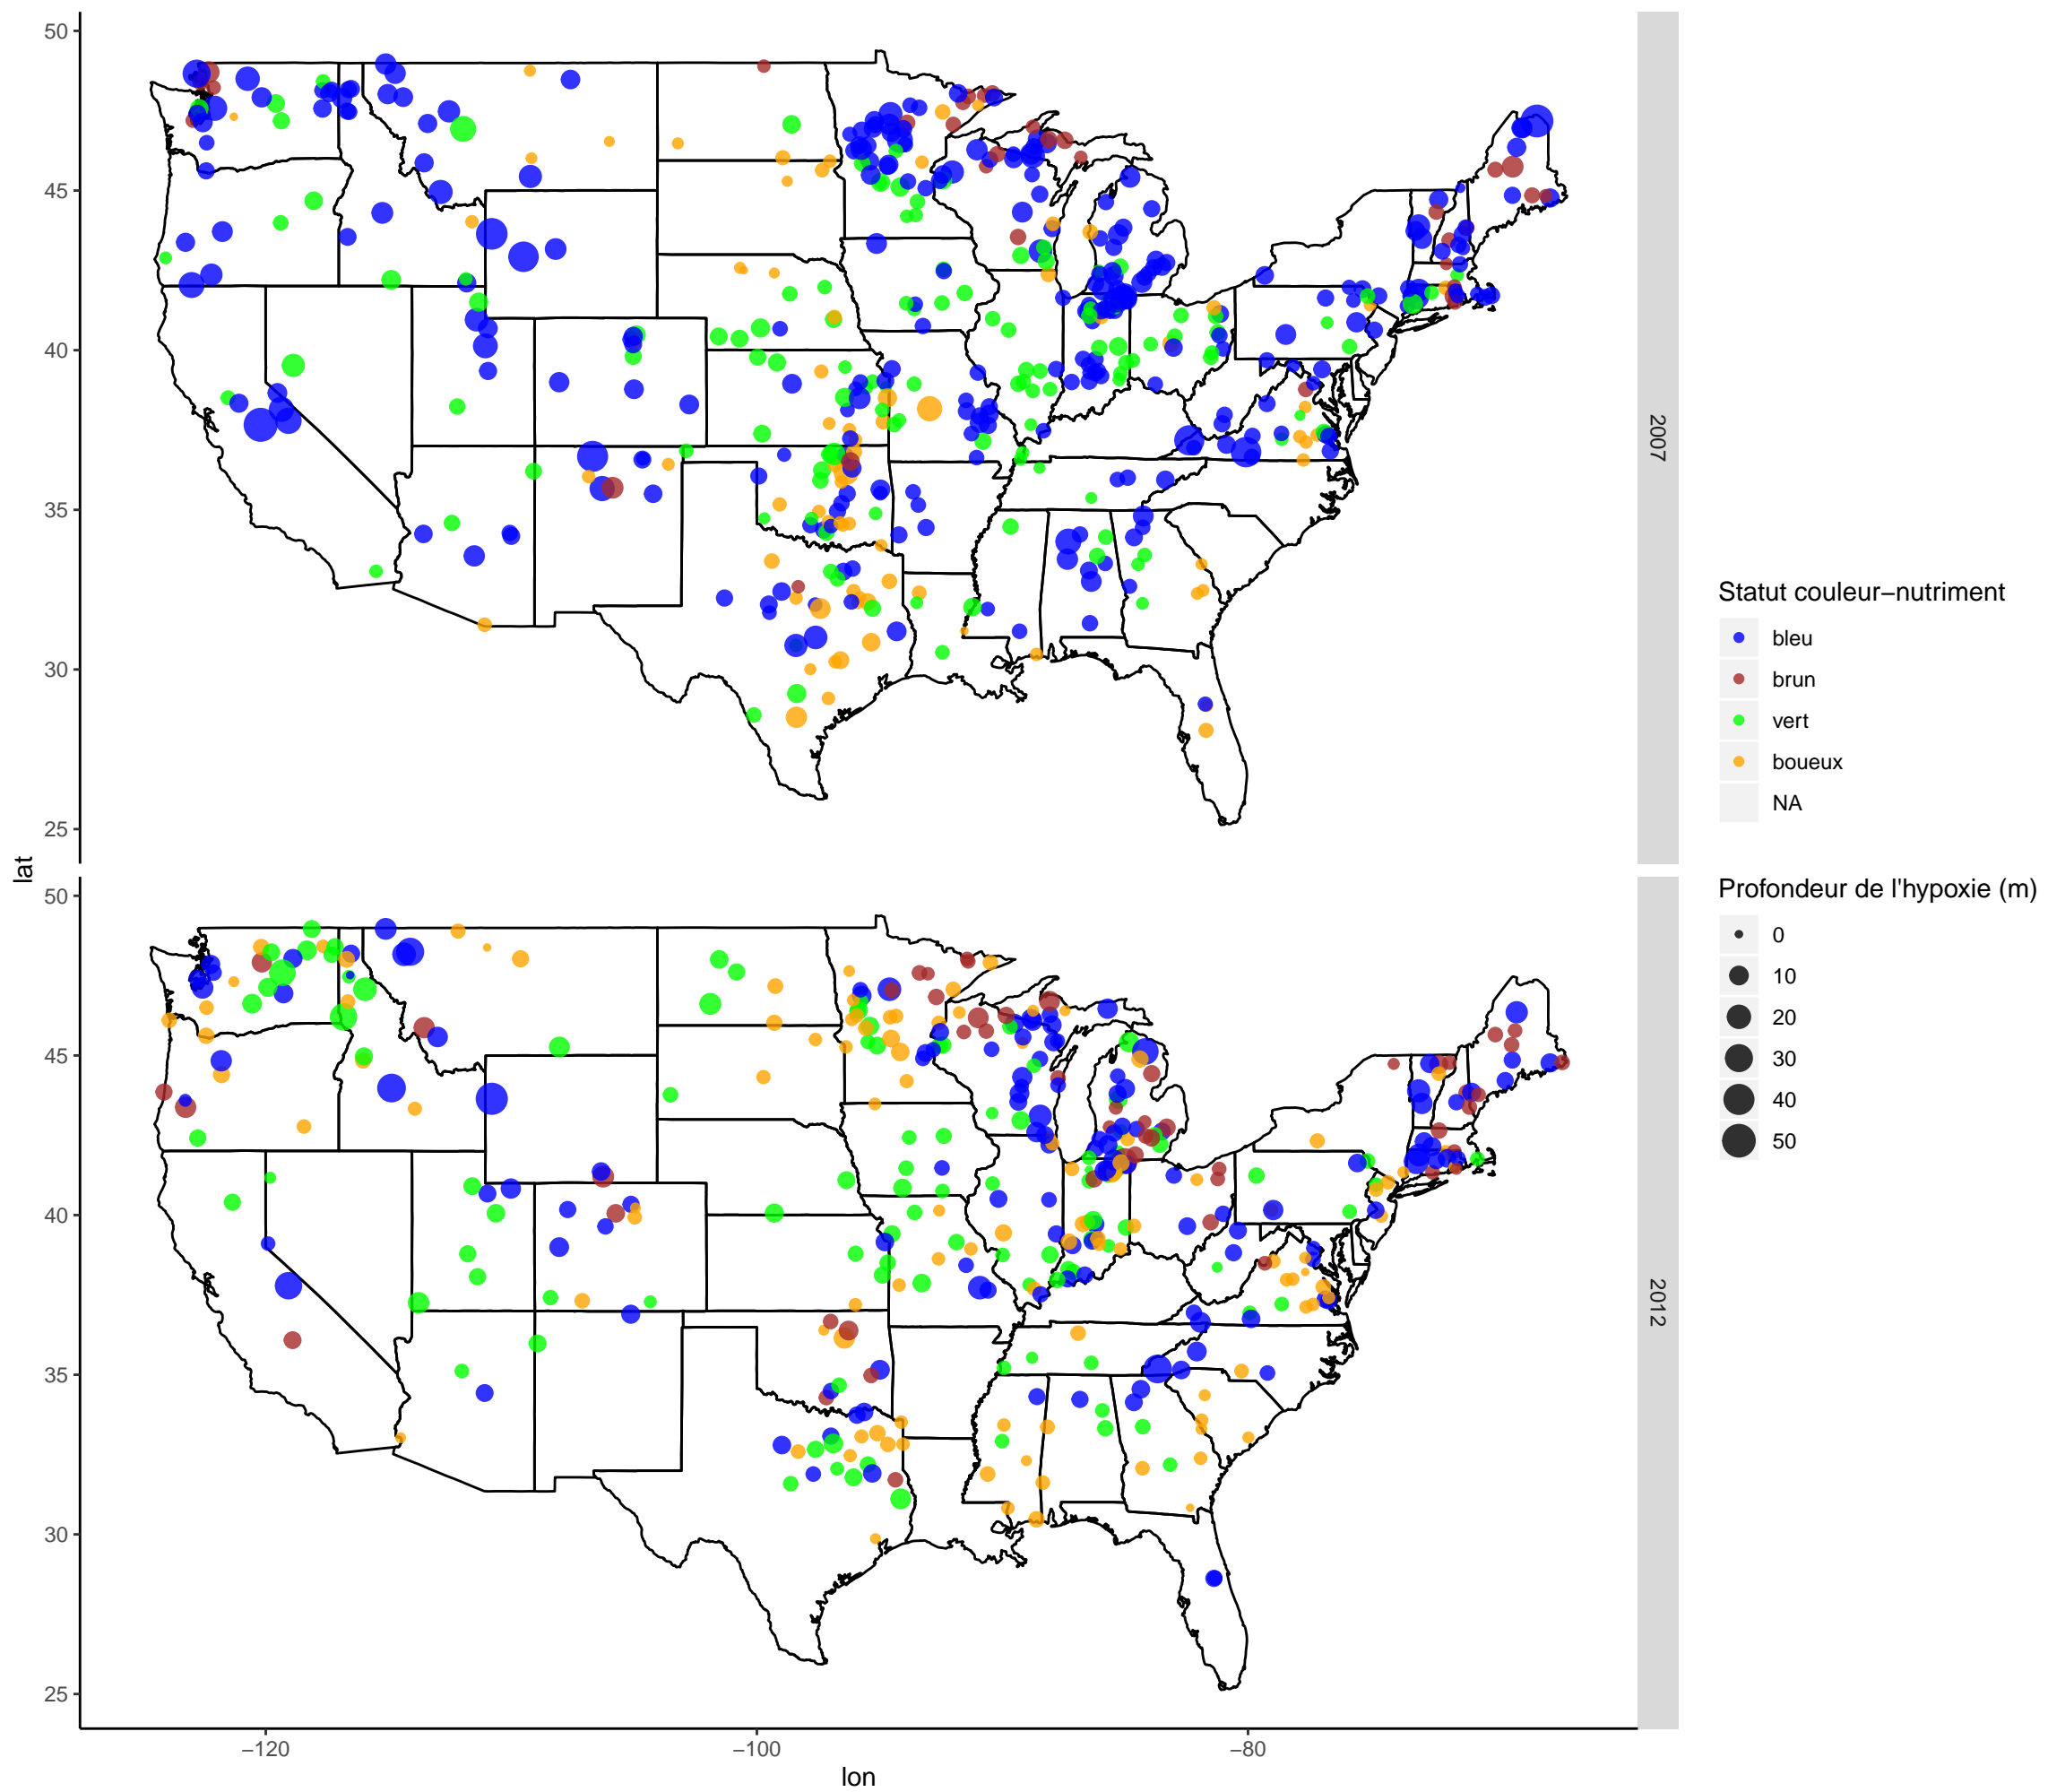 50
45
40
35
30
25
2007
lat
50
45
40
35
30
25
2012
−120
−100
−80
lon
Statut couleur−nutriment
bleu
brun
vert
boueux
NA
Profondeur de l'hypoxie (m)
0
10
20
30
40
50